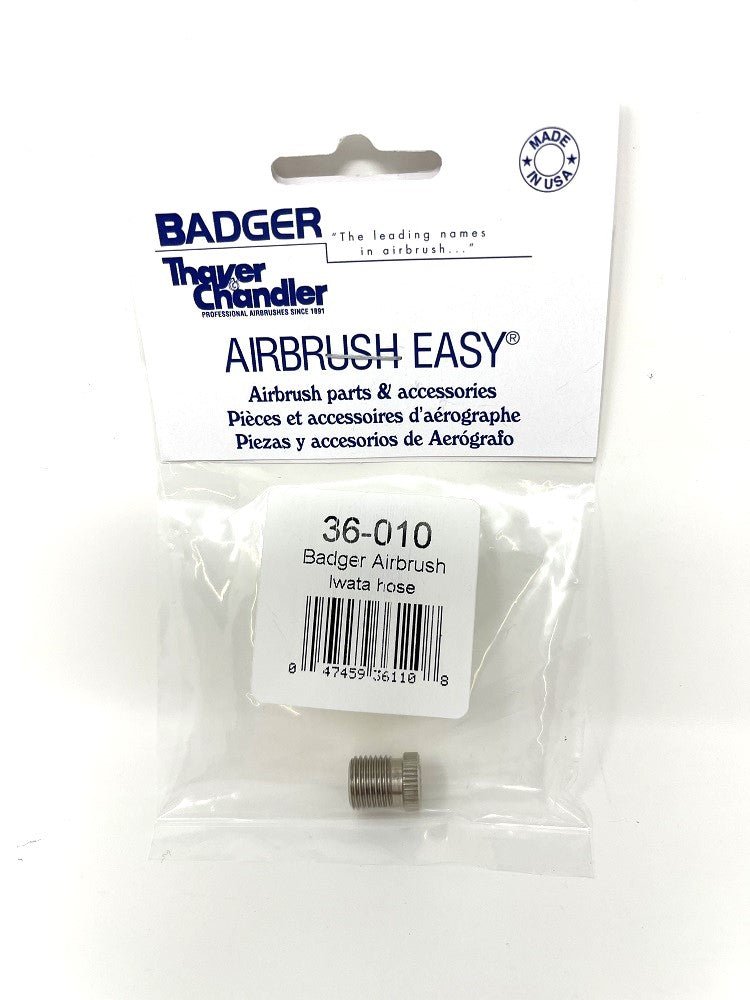 MADE IN USA
BADGER
"The leading names
in airbrush..."
Thayer & Chandler
PROFESSIONAL AIRBRUSHES SINCE 1891
AIRBRUSH EASY®
Airbrush parts & accessories
Pièces et accessoires d'aérographe
Piezas y accesorios de Aerógrafo
36-010
Badger Airbrush
Iwata hose
0 47459 36110 8